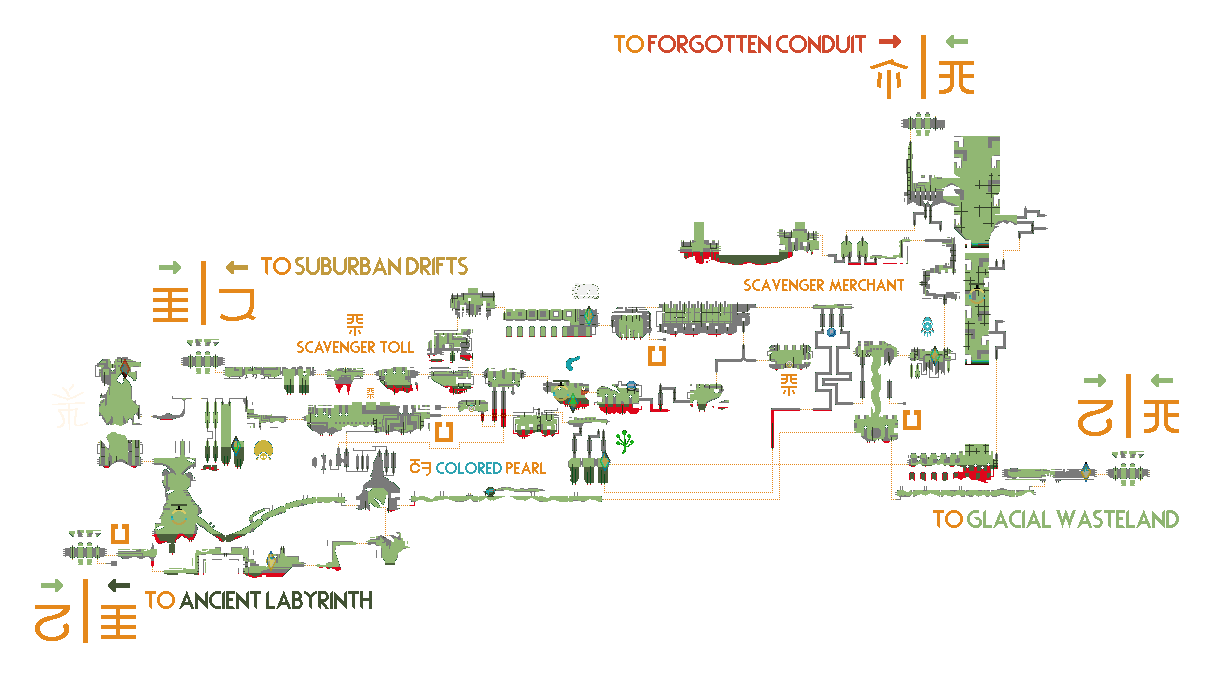 TO FORGOTTEN CONDUIT
TO SUBURBAN DRIFTS
SCAVENGER MERCHANT
SCAVENGER TOLL
COLORED PEARL
TO GLACIAL WASTELAND
TO ANCIENT LABYRINTH